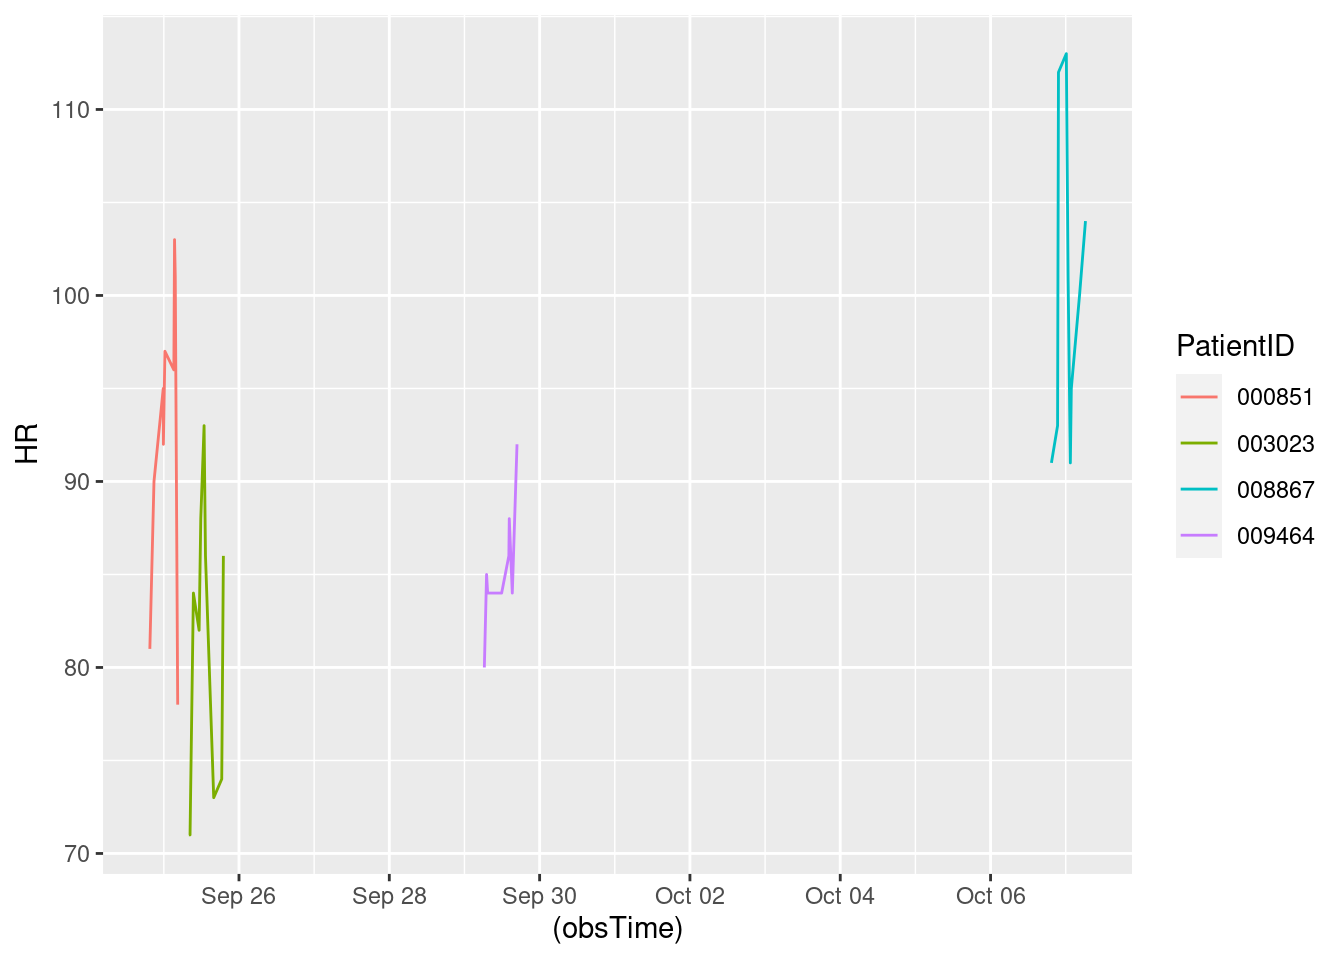 110
100
90
80
70
HR
Sep 26
Sep 28
Sep 30
Oct 02
Oct 04
Oct 06
(obsTime)
PatientID
000851
003023
008867
009464